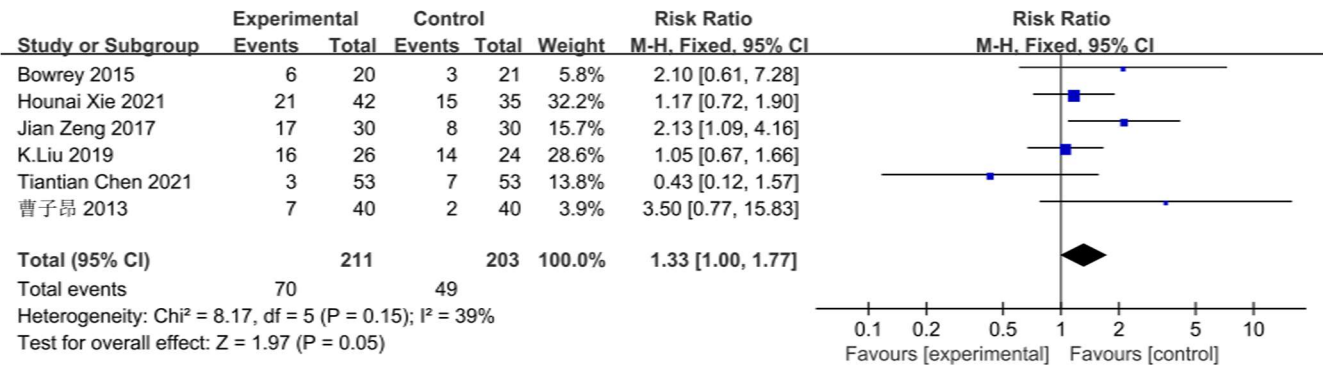 Experimental Control Risk Ratio Risk Ratio
Study or Subgroup Events Total Events Total Weight M-H, Fixed, 95% CI M-H, Fixed, 95% CI
Bowrey 2015 6 20 3 21 5.8% 2.10 [0.61, 7.28]
Hounai Xie 2021 21 42 15 35 32.2% 1.17 [0.72, 1.90]
Jian Zeng 2017 17 30 8 30 15.7% 2.13 [1.09, 4.16]
K.Liu 2019 16 26 14 24 28.6% 1.05 [0.67, 1.66]
Tiantian Chen 2021 3 53 7 53 13.8% 0.43 [0.12, 1.57]
曹子昂 2013 7 40 2 40 3.9% 3.50 [0.77, 15.83]
Total (95% CI) 211 203 100.0% 1.33 [1.00, 1.77]
Total events 70 49
Heterogeneity: Chi² = 8.17, df = 5 (P = 0.15); I² = 39%
Test for overall effect: Z = 1.97 (P = 0.05)
0.1 0.2 0.5 1 2 5 10
Favours [experimental] Favours [control]